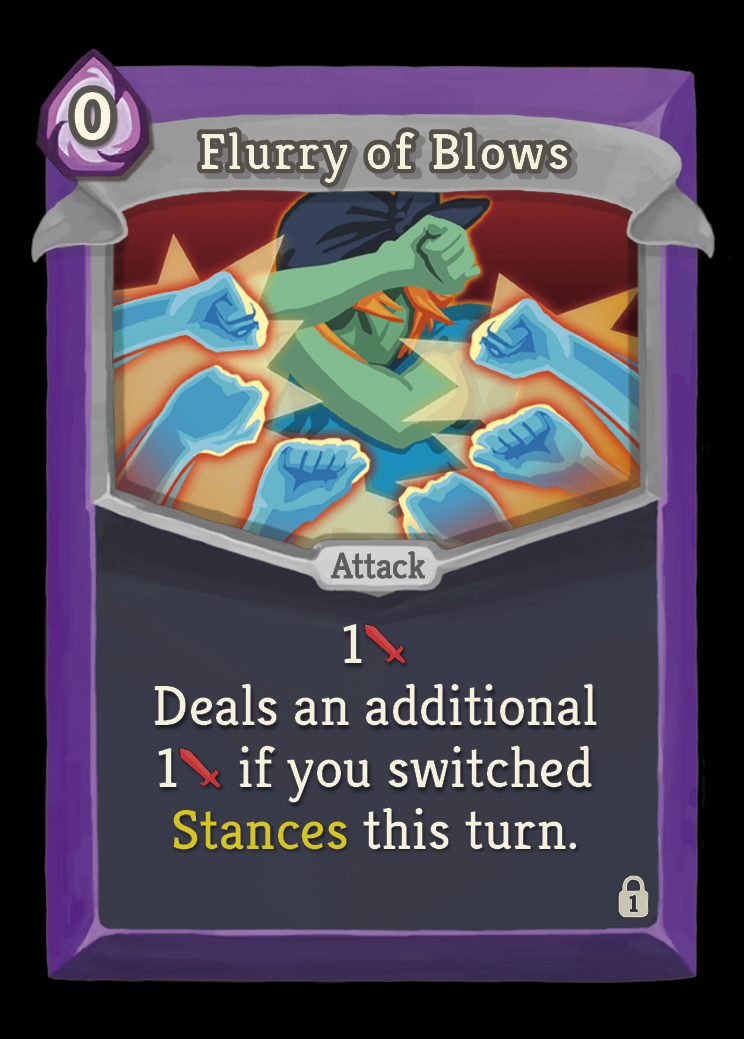 0
Flurry of Blows
Attack
1
Deals an additional
1 if you switched
Stances this turn.
1